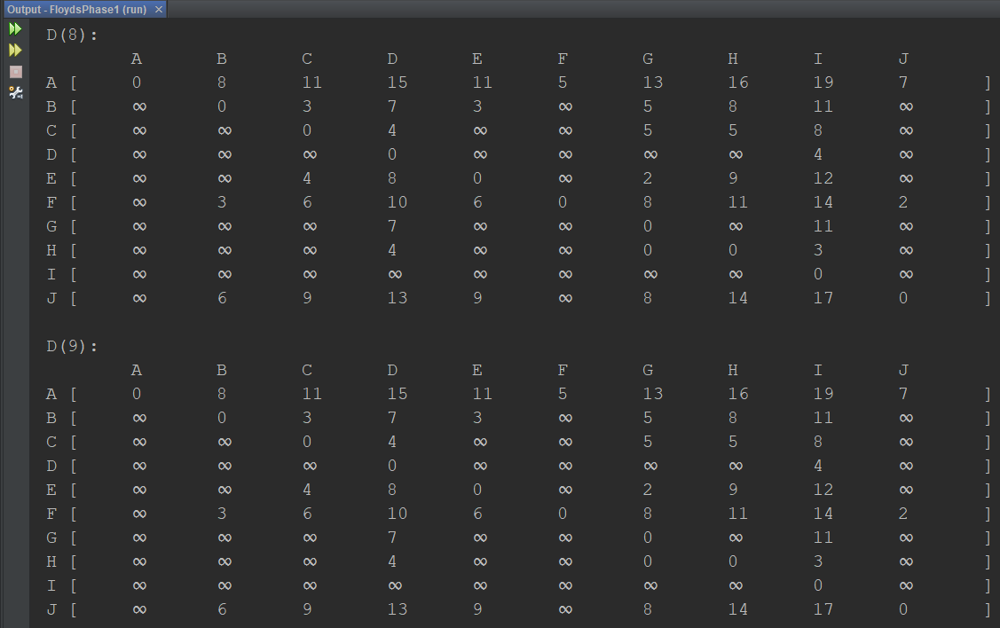 Output - FloydsPhase1 (run) ×
D(8):
A B C D E F G H I J
A [ 0 8 11 15 11 5 13 16 19 7 ]
B [ ∞ 0 3 7 3 ∞ 5 8 11 ∞ ]
C [ ∞ ∞ 0 4 ∞ ∞ 5 5 8 ∞ ]
D [ ∞ ∞ ∞ 0 ∞ ∞ ∞ ∞ 4 ∞ ]
E [ ∞ ∞ 4 8 0 ∞ 2 9 12 ∞ ]
F [ ∞ 3 6 10 6 0 8 11 14 2 ]
G [ ∞ ∞ ∞ 7 ∞ ∞ 0 ∞ 11 ∞ ]
H [ ∞ ∞ ∞ 4 ∞ ∞ 0 0 3 ∞ ]
I [ ∞ ∞ ∞ ∞ ∞ ∞ ∞ ∞ 0 ∞ ]
J [ ∞ 6 9 13 9 ∞ 8 14 17 0 ]
D(9):
A B C D E F G H I J
A [ 0 8 11 15 11 5 13 16 19 7 ]
B [ ∞ 0 3 7 3 ∞ 5 8 11 ∞ ]
C [ ∞ ∞ 0 4 ∞ ∞ 5 5 8 ∞ ]
D [ ∞ ∞ ∞ 0 ∞ ∞ ∞ ∞ 4 ∞ ]
E [ ∞ ∞ 4 8 0 ∞ 2 9 12 ∞ ]
F [ ∞ 3 6 10 6 0 8 11 14 2 ]
G [ ∞ ∞ ∞ 7 ∞ ∞ 0 ∞ 11 ∞ ]
H [ ∞ ∞ ∞ 4 ∞ ∞ 0 0 3 ∞ ]
I [ ∞ ∞ ∞ ∞ ∞ ∞ ∞ ∞ 0 ∞ ]
J [ ∞ 6 9 13 9 ∞ 8 14 17 0 ]